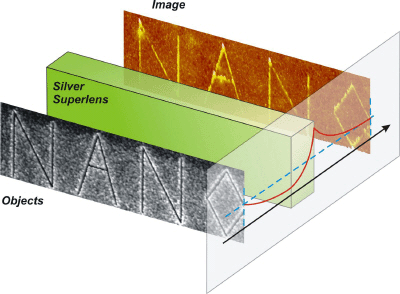 Image
Silver
Superlens
NANO
NANO
Objects